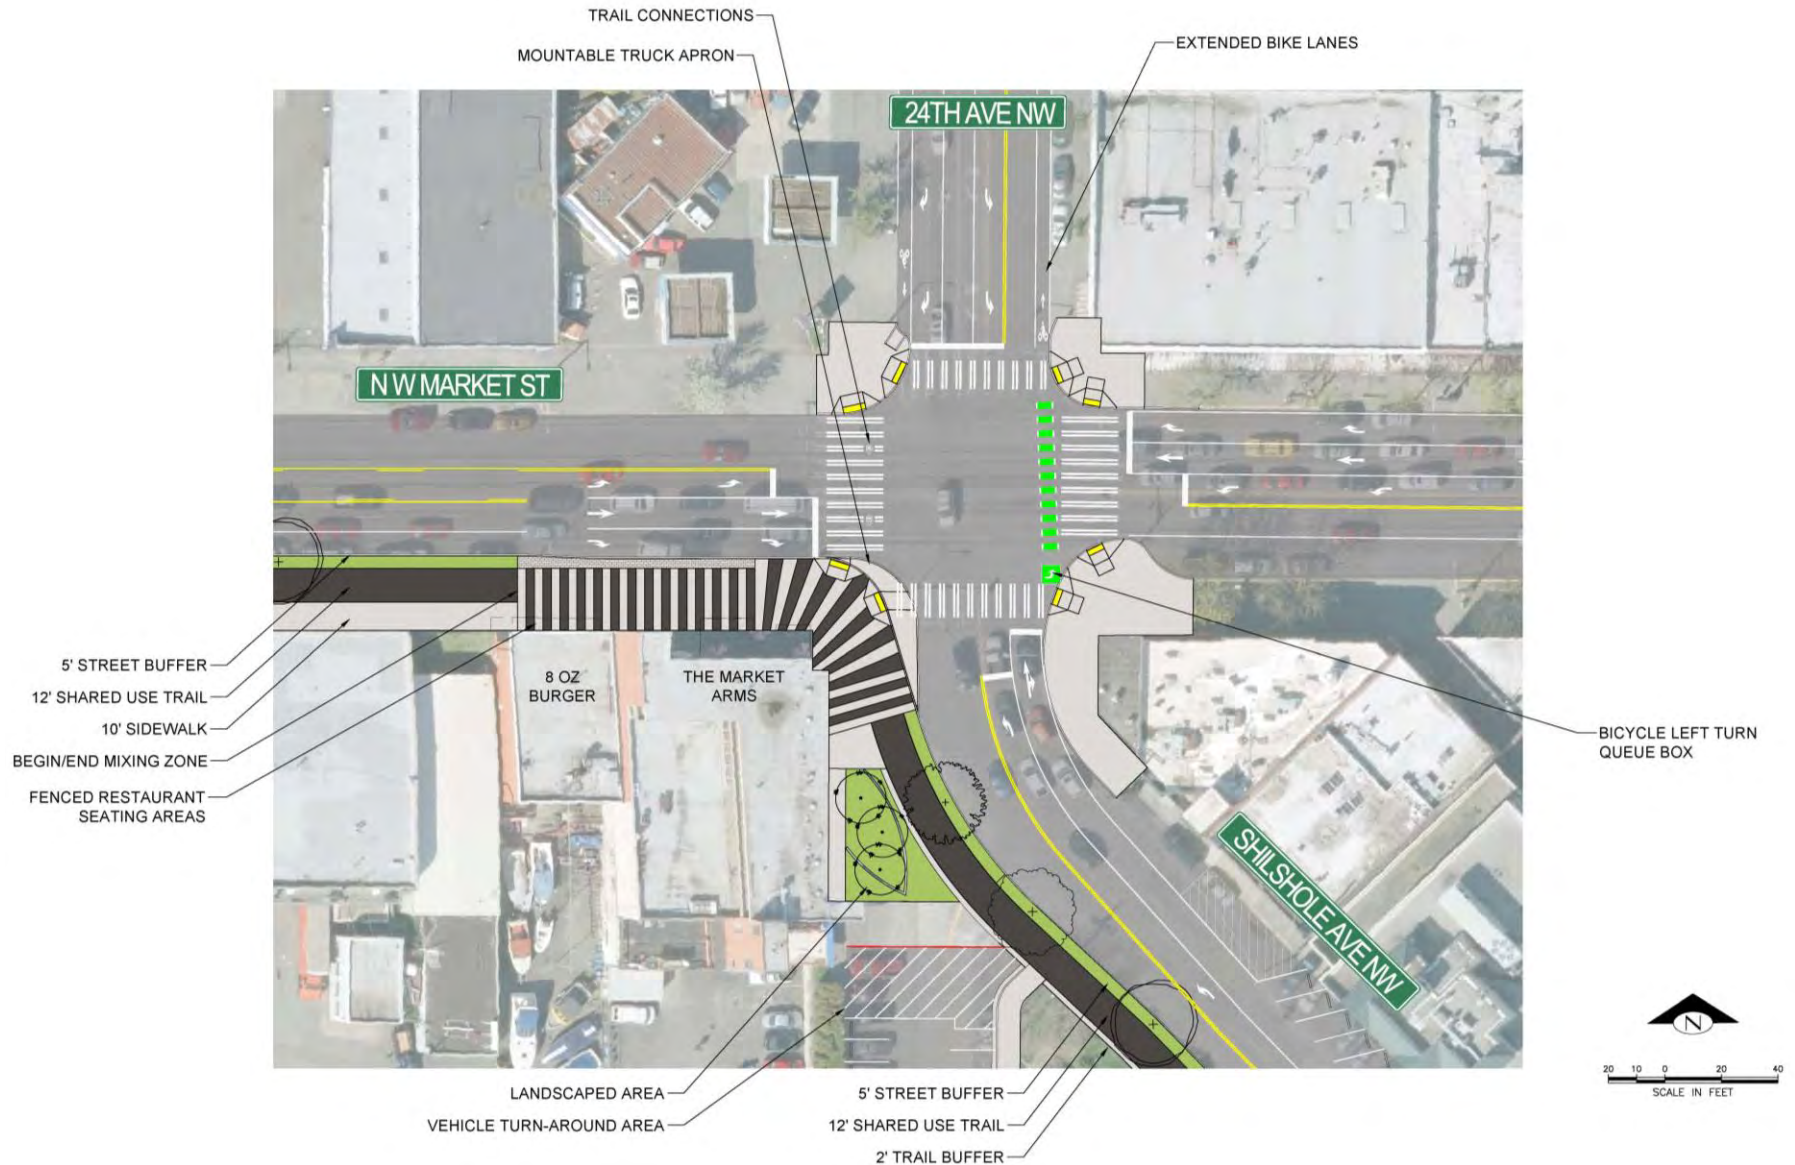 TRAIL CONNECTIONS
MOUNTABLE TRUCK APRON
EXTENDED BIKE LANES
24TH AVE NW
N W MARKET ST
5' STREET BUFFER
12' SHARED USE TRAIL
10' SIDEWALK
BEGIN/END MIXING ZONE
FENCED RESTAURANT
SEATING AREAS
8 OZ
BURGER
THE MARKET
ARMS
BICYCLE LEFT TURN
QUEUE BOX
SHILSHOLE AVE NW
LANDSCAPED AREA
VEHICLE TURN-AROUND AREA
5' STREET BUFFER
12' SHARED USE TRAIL
2' TRAIL BUFFER
N
20 10 0 20 40
SCALE IN FEET